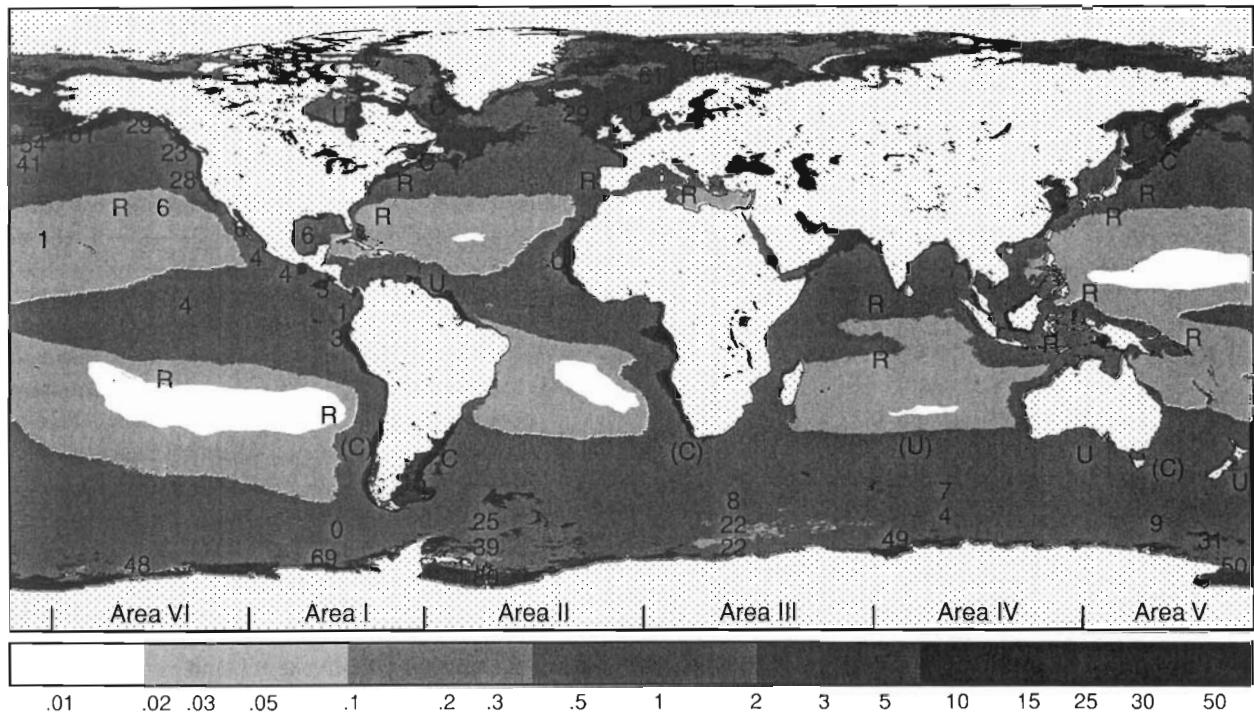 61
65
U
C
29
U
29
C
54
61
41
23
C
C
28
R
R
R
R
R
6
R
R
6
6
1
4
4
U
U
5
R
R
4
1
3
R
R
R
R
R
R
(C)
C
(C)
(U)
U
(C)
U
8
7
0
25
22
4
9
39
22
49
31
48
69
50
Area VI
Area I
Area II
Area III
Area IV
Area V
.01 .02 .03 .05 .1 .2 .3 .5 1 2 3 5 10 15 25 30 50